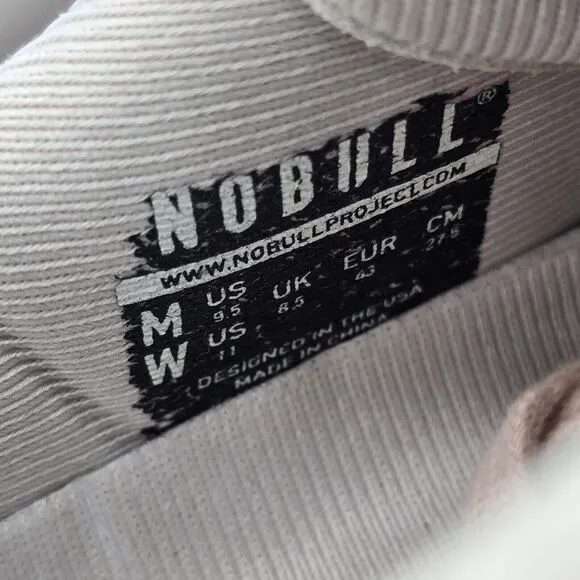 NOBULL®
WWW.NOBULLPROJECT.COM
M US UK EUR CM
9.5 8.5 43 27.5
W US
11
DESIGNED IN THE USA
MADE IN CHINA